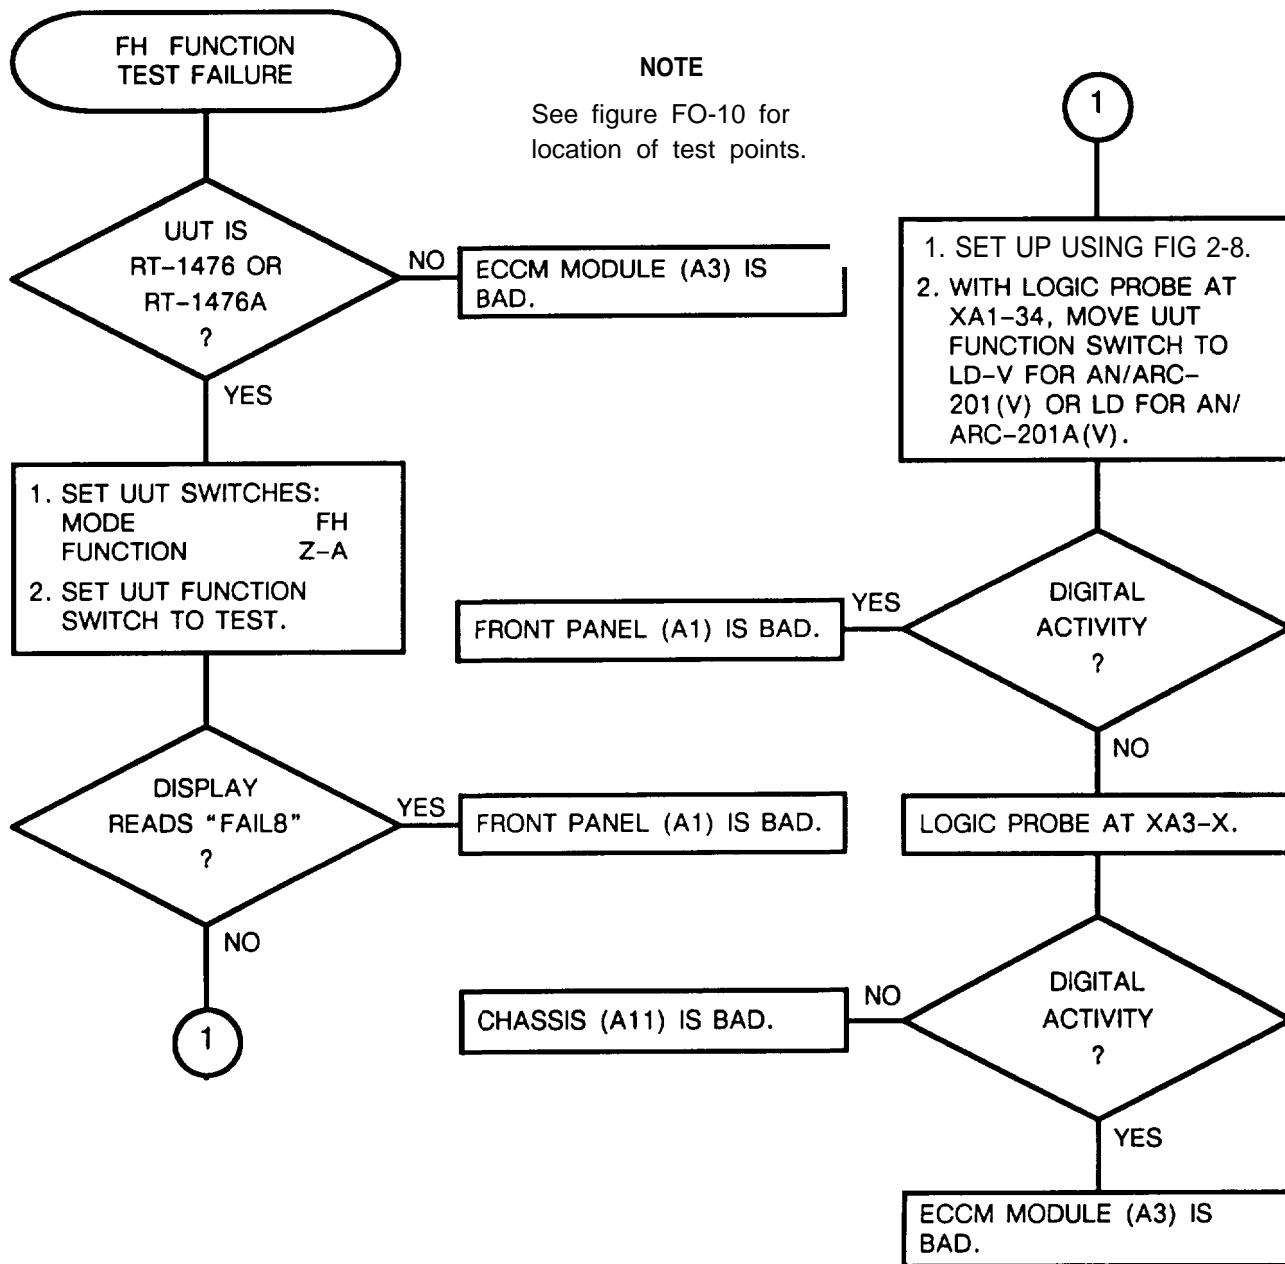 FH FUNCTION
TEST FAILURE
NOTE
See figure FO-10 for
location of test points.
UUT IS
RT-1476 OR
RT-1476A
?
NO
ECCM MODULE (A3) IS
BAD.
YES
1. SET UUT SWITCHES:
MODE FH
FUNCTION Z-A
2. SET UUT FUNCTION
SWITCH TO TEST.
DISPLAY
READS "FAIL8"
?
YES
FRONT PANEL (A1) IS BAD.
NO
1
1
1. SET UP USING FIG 2-8.
2. WITH LOGIC PROBE AT
XA1-34, MOVE UUT
FUNCTION SWITCH TO
LD-V FOR AN/ARC-
201(V) OR LD FOR AN/
ARC-201A(V).
DIGITAL
ACTIVITY
?
YES
FRONT PANEL (A1) IS BAD.
NO
LOGIC PROBE AT XA3-X.
DIGITAL
ACTIVITY
?
NO
CHASSIS (A11) IS BAD.
YES
ECCM MODULE (A3) IS
BAD.